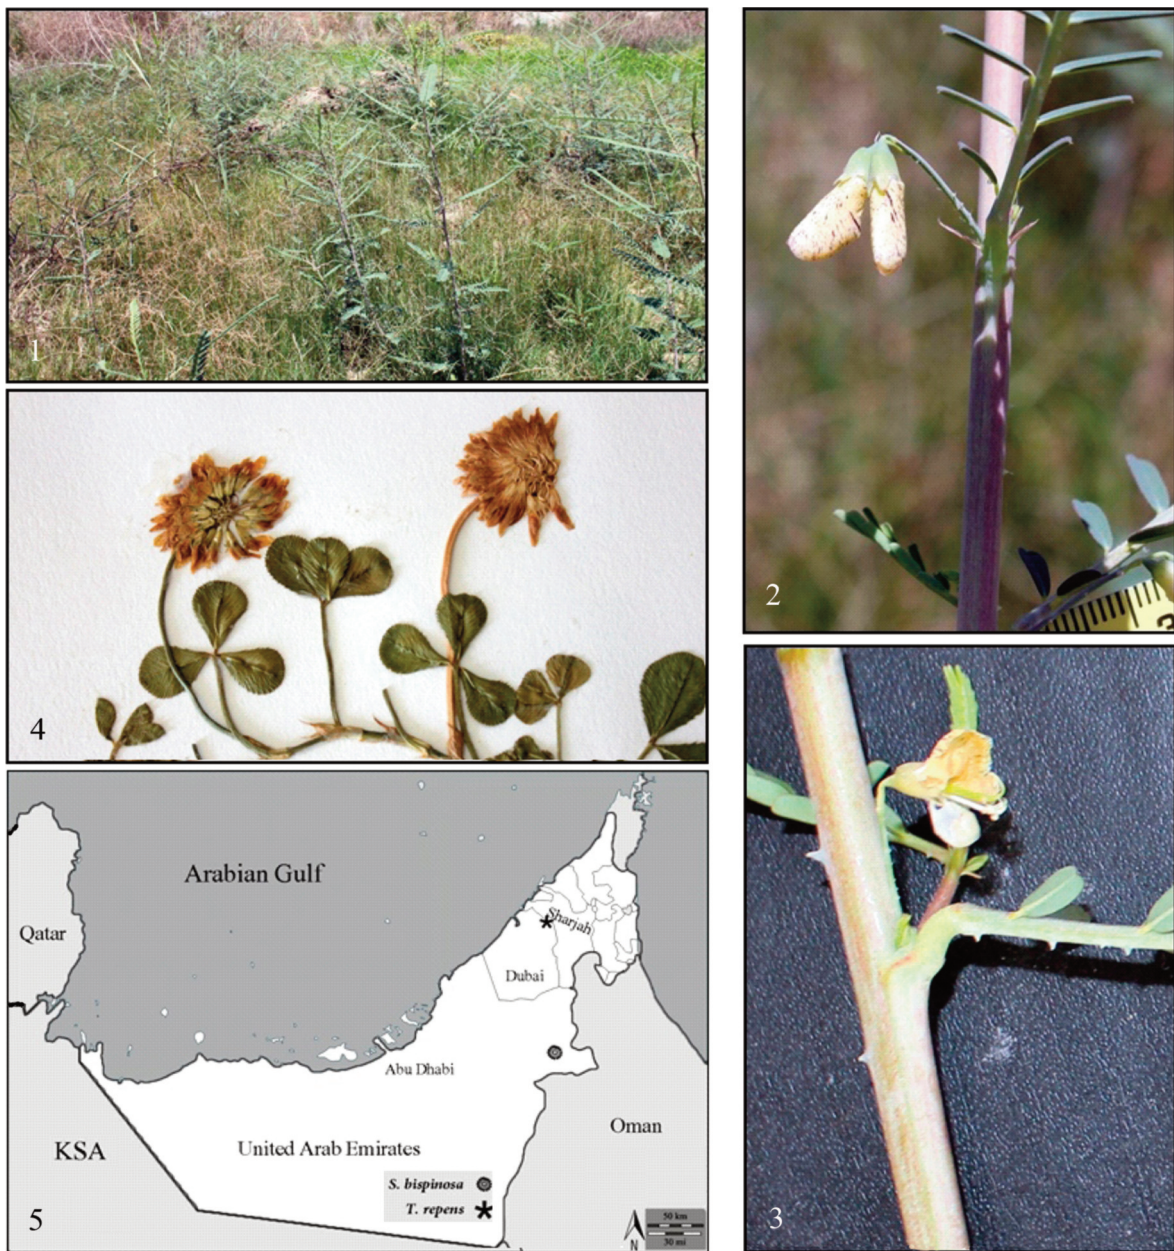 1
2
4
3
Arabian Gulf
Qatar
Sharjah
Dubai
Abu Dhabi
Oman
United Arab Emirates
KSA
S. bispinosa
T. repens
5
N
50 km
30 mi
3